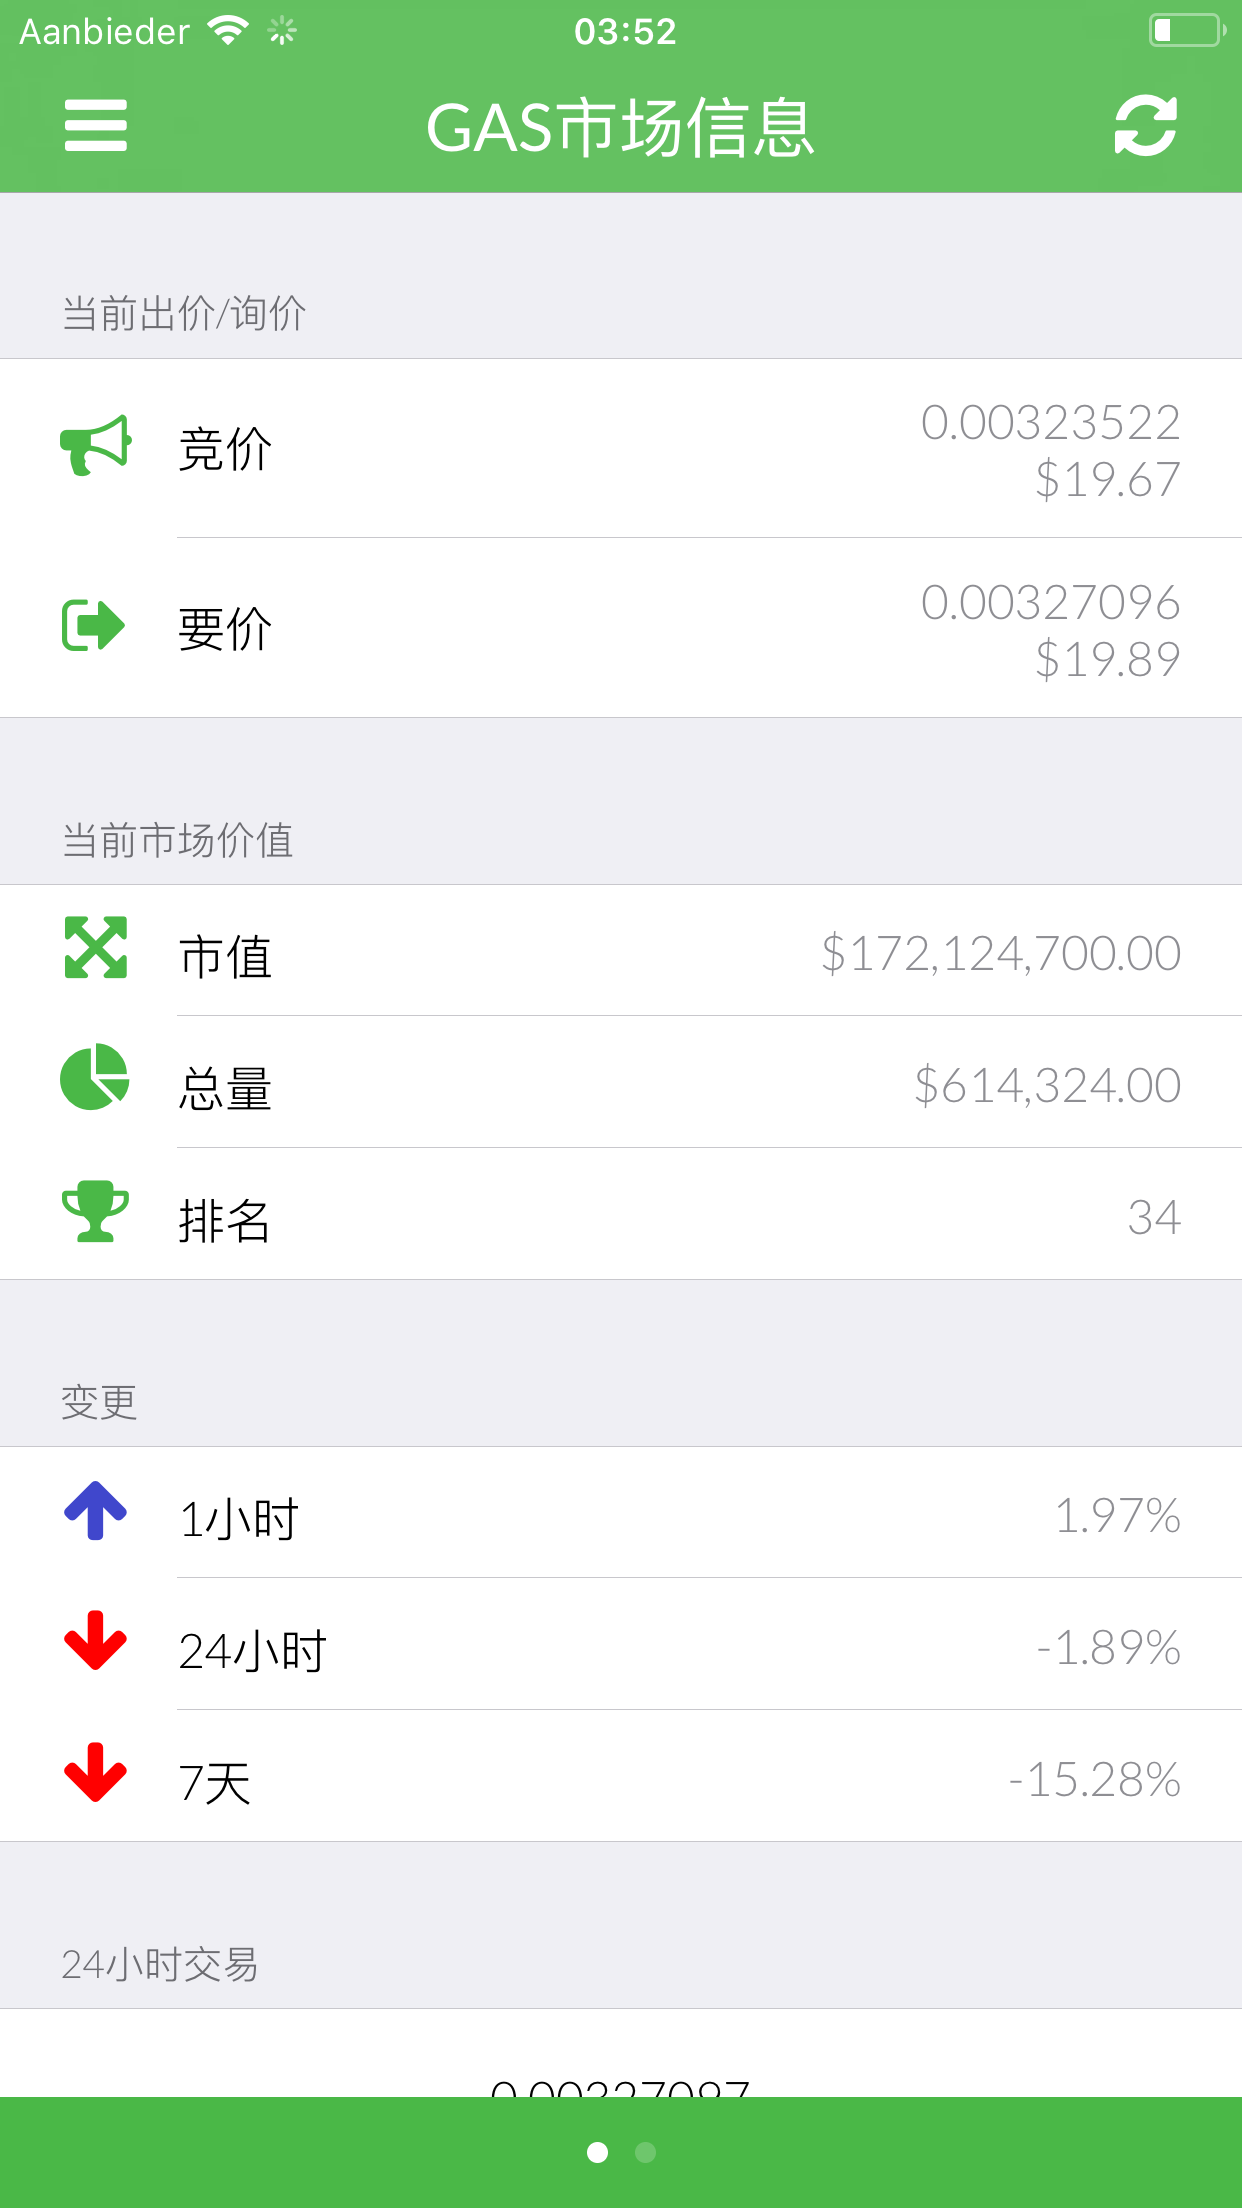 Aanbieder
03:52
GAS市场信息
当前出价/询价
竞价
0.00323522
$19.67
要价
0.00327096
$19.89
当前市场价值
市值
$172,124,700.00
总量
$614,324.00
排名
34
变更
1小时
1.97%
24小时
-1.89%
7天
-15.28%
24小时交易